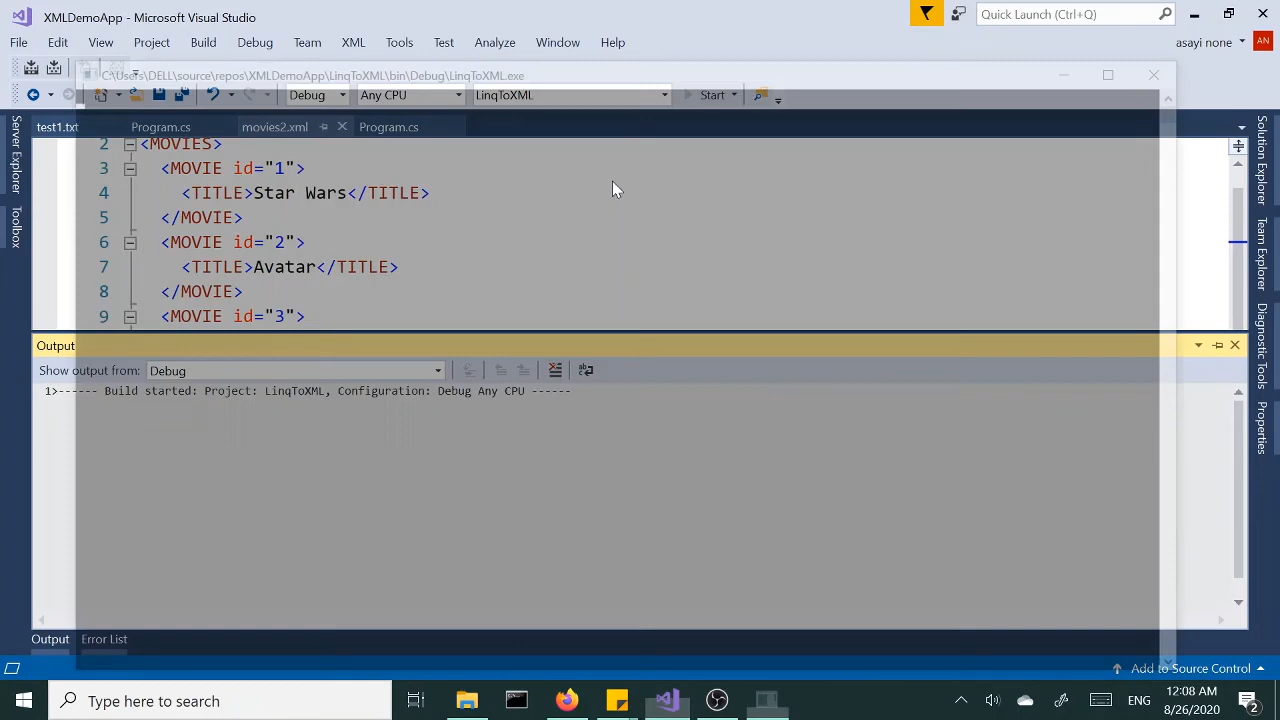 XMLDemoApp - Microsoft Visual Studio
Quick Launch (Ctrl+Q)
File Edit View Project Build Debug Team XML Tools Test Analyze Window Help
asayi none
AN
C:\Users\DELL\source\repos\XMLDemoApp\LinqToXML\bin\Debug\LinqToXML.exe
Debug Any CPU LinqToXML Start
test1.txt Program.cs movies2.xml Program.cs
Server Explorer
Toolbox
2 <MOVIES>
3 <MOVIE id="1">
4 <TITLE>Star Wars</TITLE>
5 </MOVIE>
6 <MOVIE id="2">
7 <TITLE>Avatar</TITLE>
8 </MOVIE>
9 <MOVIE id="3">
Solution Explorer
Team Explorer
Diagnostic Tools
Properties
Output
Show output from: Debug
1>------ Build started: Project: LinqToXML, Configuration: Debug Any CPU ------
Output Error List
Add to Source Control
Type here to search
ENG
12:08 AM
8/26/2020
2